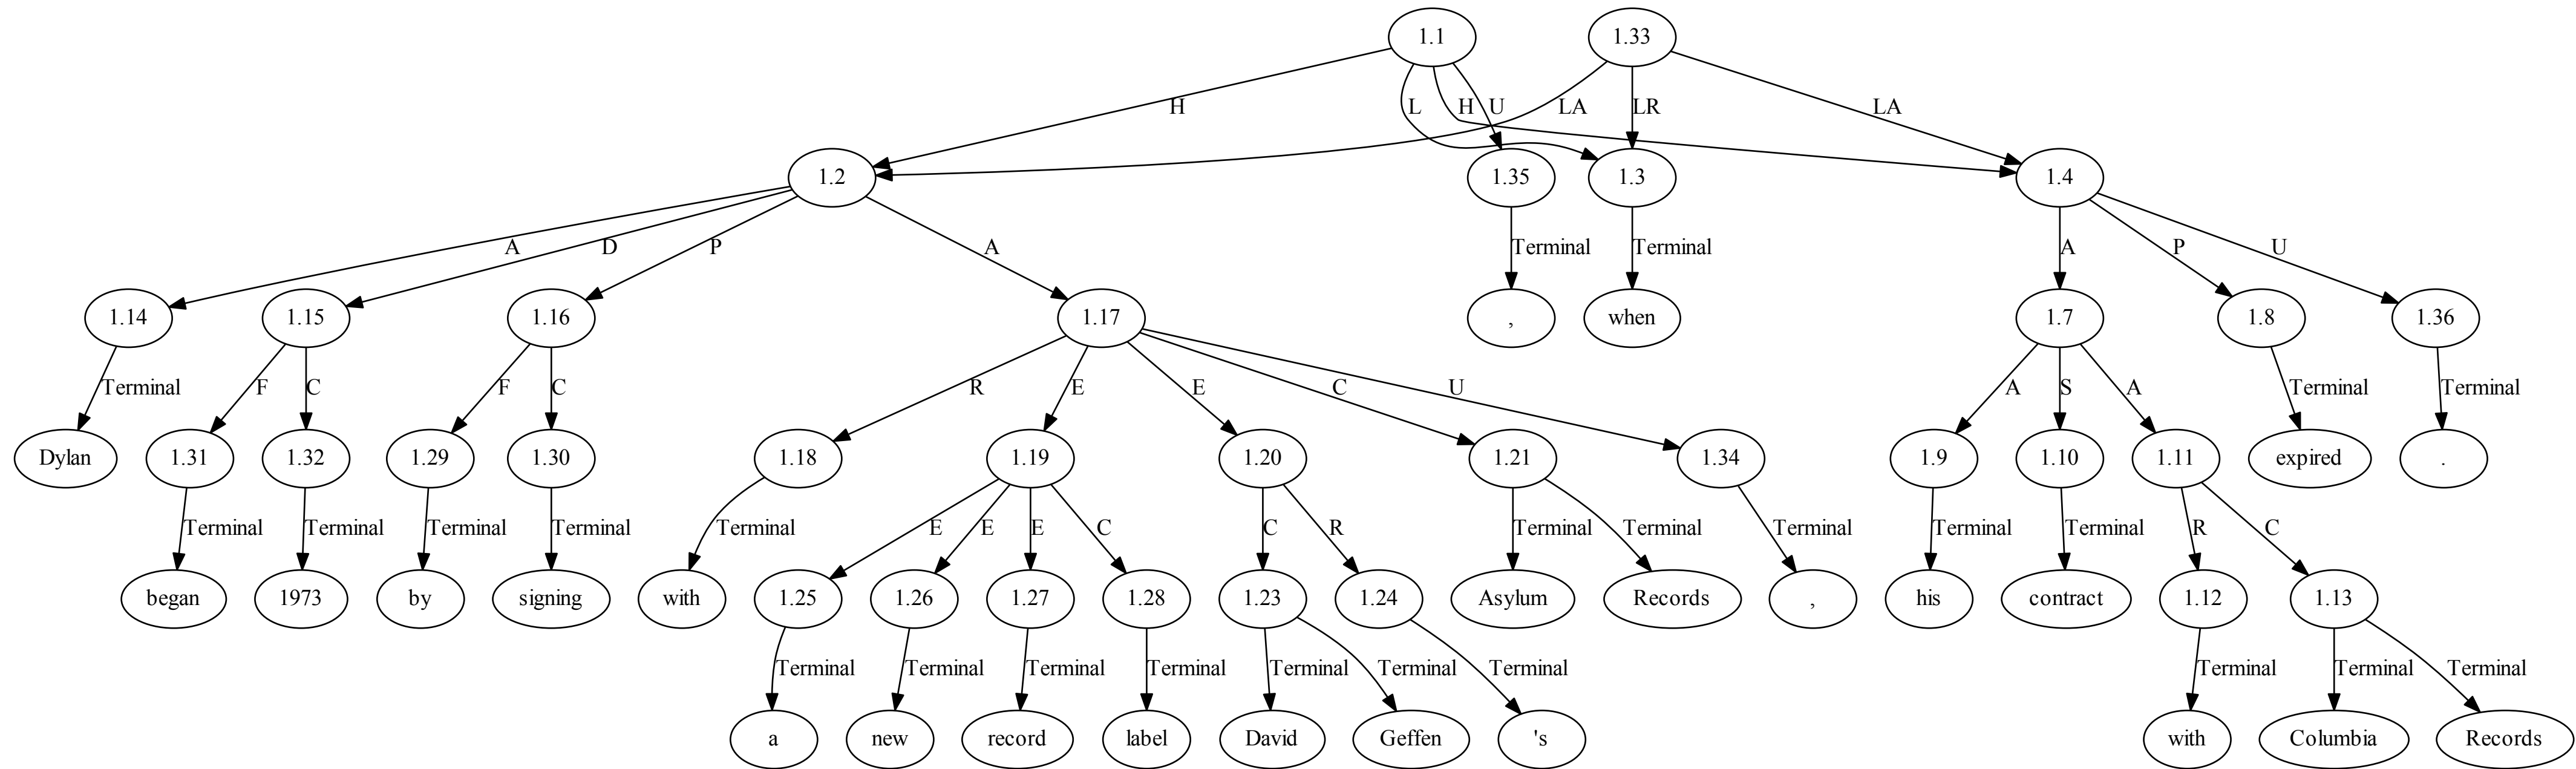 1.1 1.33
H L H U LA LR LA
1.2 1.35 1.3 1.4
A D P A Terminal Terminal A P U
1.14 1.15 1.16 1.17 , when 1.7 1.8 1.36
Terminal F C F C R E E C U A S A Terminal Terminal
Dylan 1.31 1.32 1.29 1.30 1.18 1.19 1.20 1.21 1.34 1.9 1.10 1.11 expired .
Terminal Terminal Terminal Terminal Terminal E E E C C R Terminal Terminal Terminal Terminal Terminal R C
began 1973 by signing with 1.25 1.26 1.27 1.28 1.23 1.24 Asylum Records , his contract 1.12 1.13
Terminal Terminal Terminal Terminal Terminal Terminal Terminal Terminal Terminal Terminal
a new record label David Geffen 's with Columbia Records